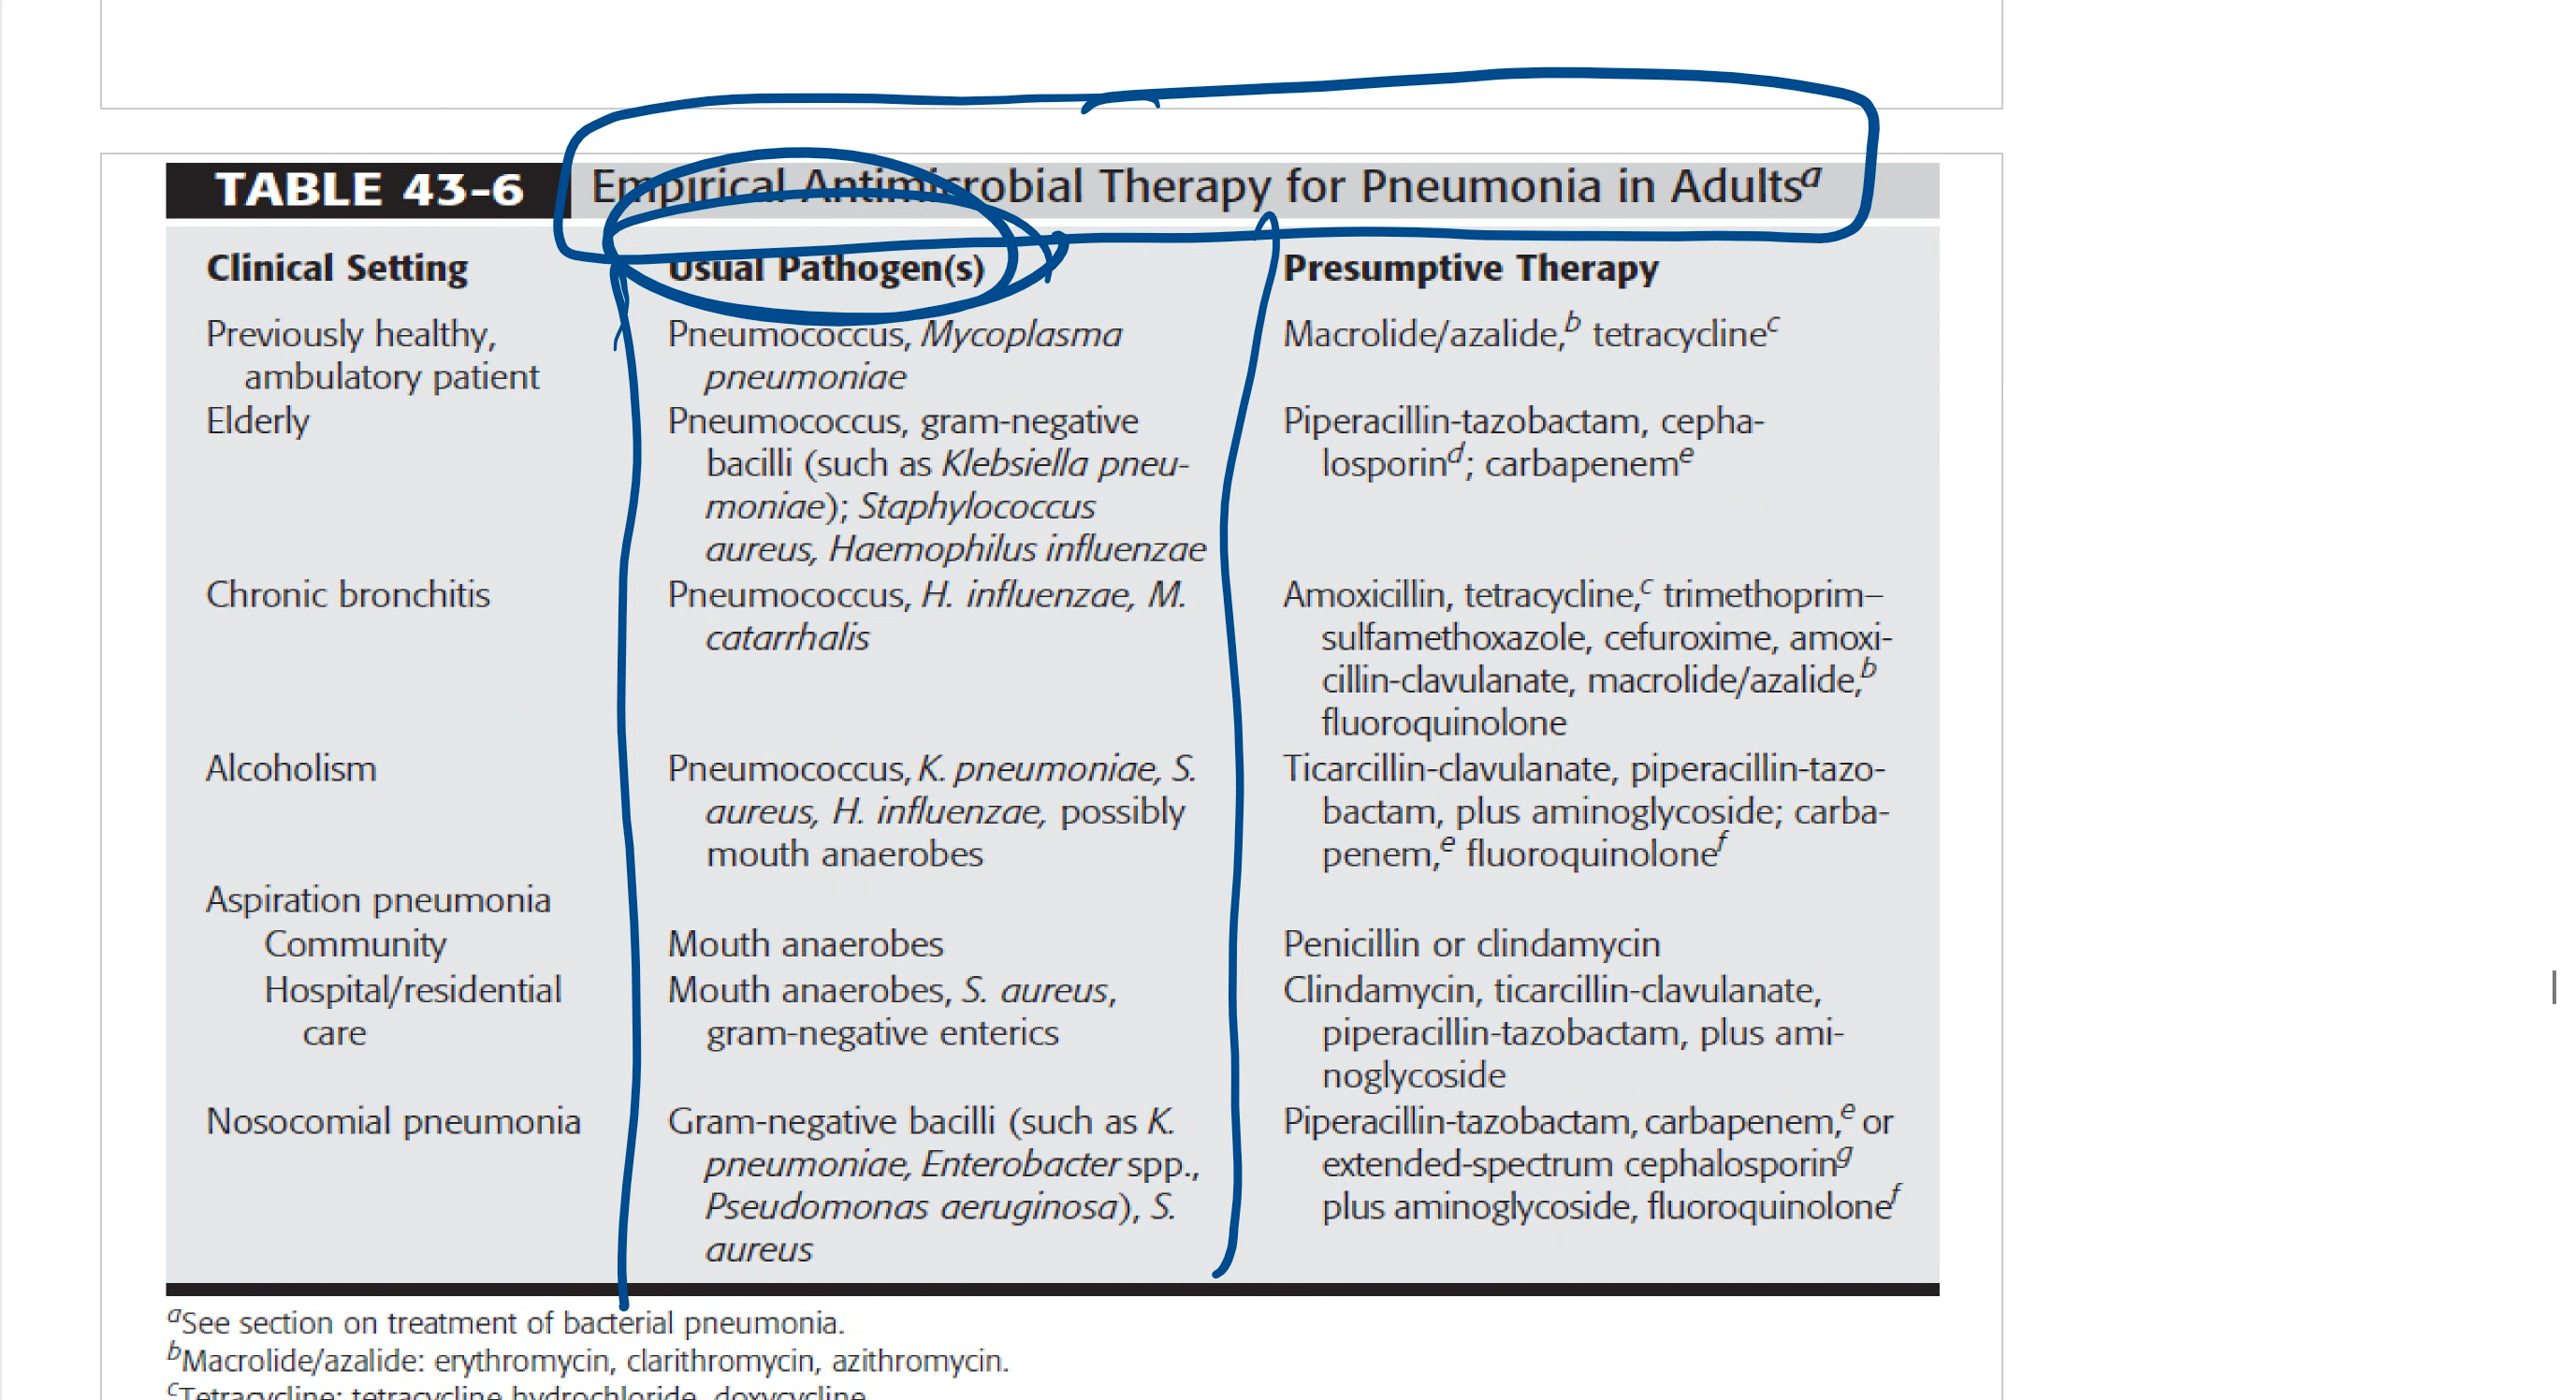 TABLE 43-6 Empirical Antimicrobial Therapy for Pneumonia in Adultsa
Clinical Setting Usual Pathogen(s) Presumptive Therapy
Previously healthy, Pneumococcus, Mycoplasma Macrolide/azalide,b tetracyclinec
ambulatory patient pneumoniae
Elderly Pneumococcus, gram-negative Piperacillin-tazobactam, cepha-
bacilli (such as Klebsiella pneu- losporind; carbapeneme
moniae); Staphylococcus
aureus, Haemophilus influenzae
Chronic bronchitis Pneumococcus, H. influenzae, M. Amoxicillin, tetracycline,c trimethoprim–
catarrhalis sulfamethoxazole, cefuroxime, amoxi-
cillin-clavulanate, macrolide/azalide,b
fluoroquinolone
Alcoholism Pneumococcus, K. pneumoniae, S. Ticarcillin-clavulanate, piperacillin-tazo-
aureus, H. influenzae, possibly bactam, plus aminoglycoside; carba-
mouth anaerobes penem,e fluoroquinolonef
Aspiration pneumonia
Community Mouth anaerobes Penicillin or clindamycin
Hospital/residential Mouth anaerobes, S. aureus, Clindamycin, ticarcillin-clavulanate,
care gram-negative enterics piperacillin-tazobactam, plus ami-
noglycoside
Nosocomial pneumonia Gram-negative bacilli (such as K. Piperacillin-tazobactam, carbapenem,e or
pneumoniae, Enterobacter spp., extended-spectrum cephalosporing
Pseudomonas aeruginosa), S. plus aminoglycoside, fluoroquinolonef
aureus
aSee section on treatment of bacterial pneumonia.
bMacrolide/azalide: erythromycin, clarithromycin, azithromycin.
cTetracycline: tetracycline hydrochloride, doxycycline.